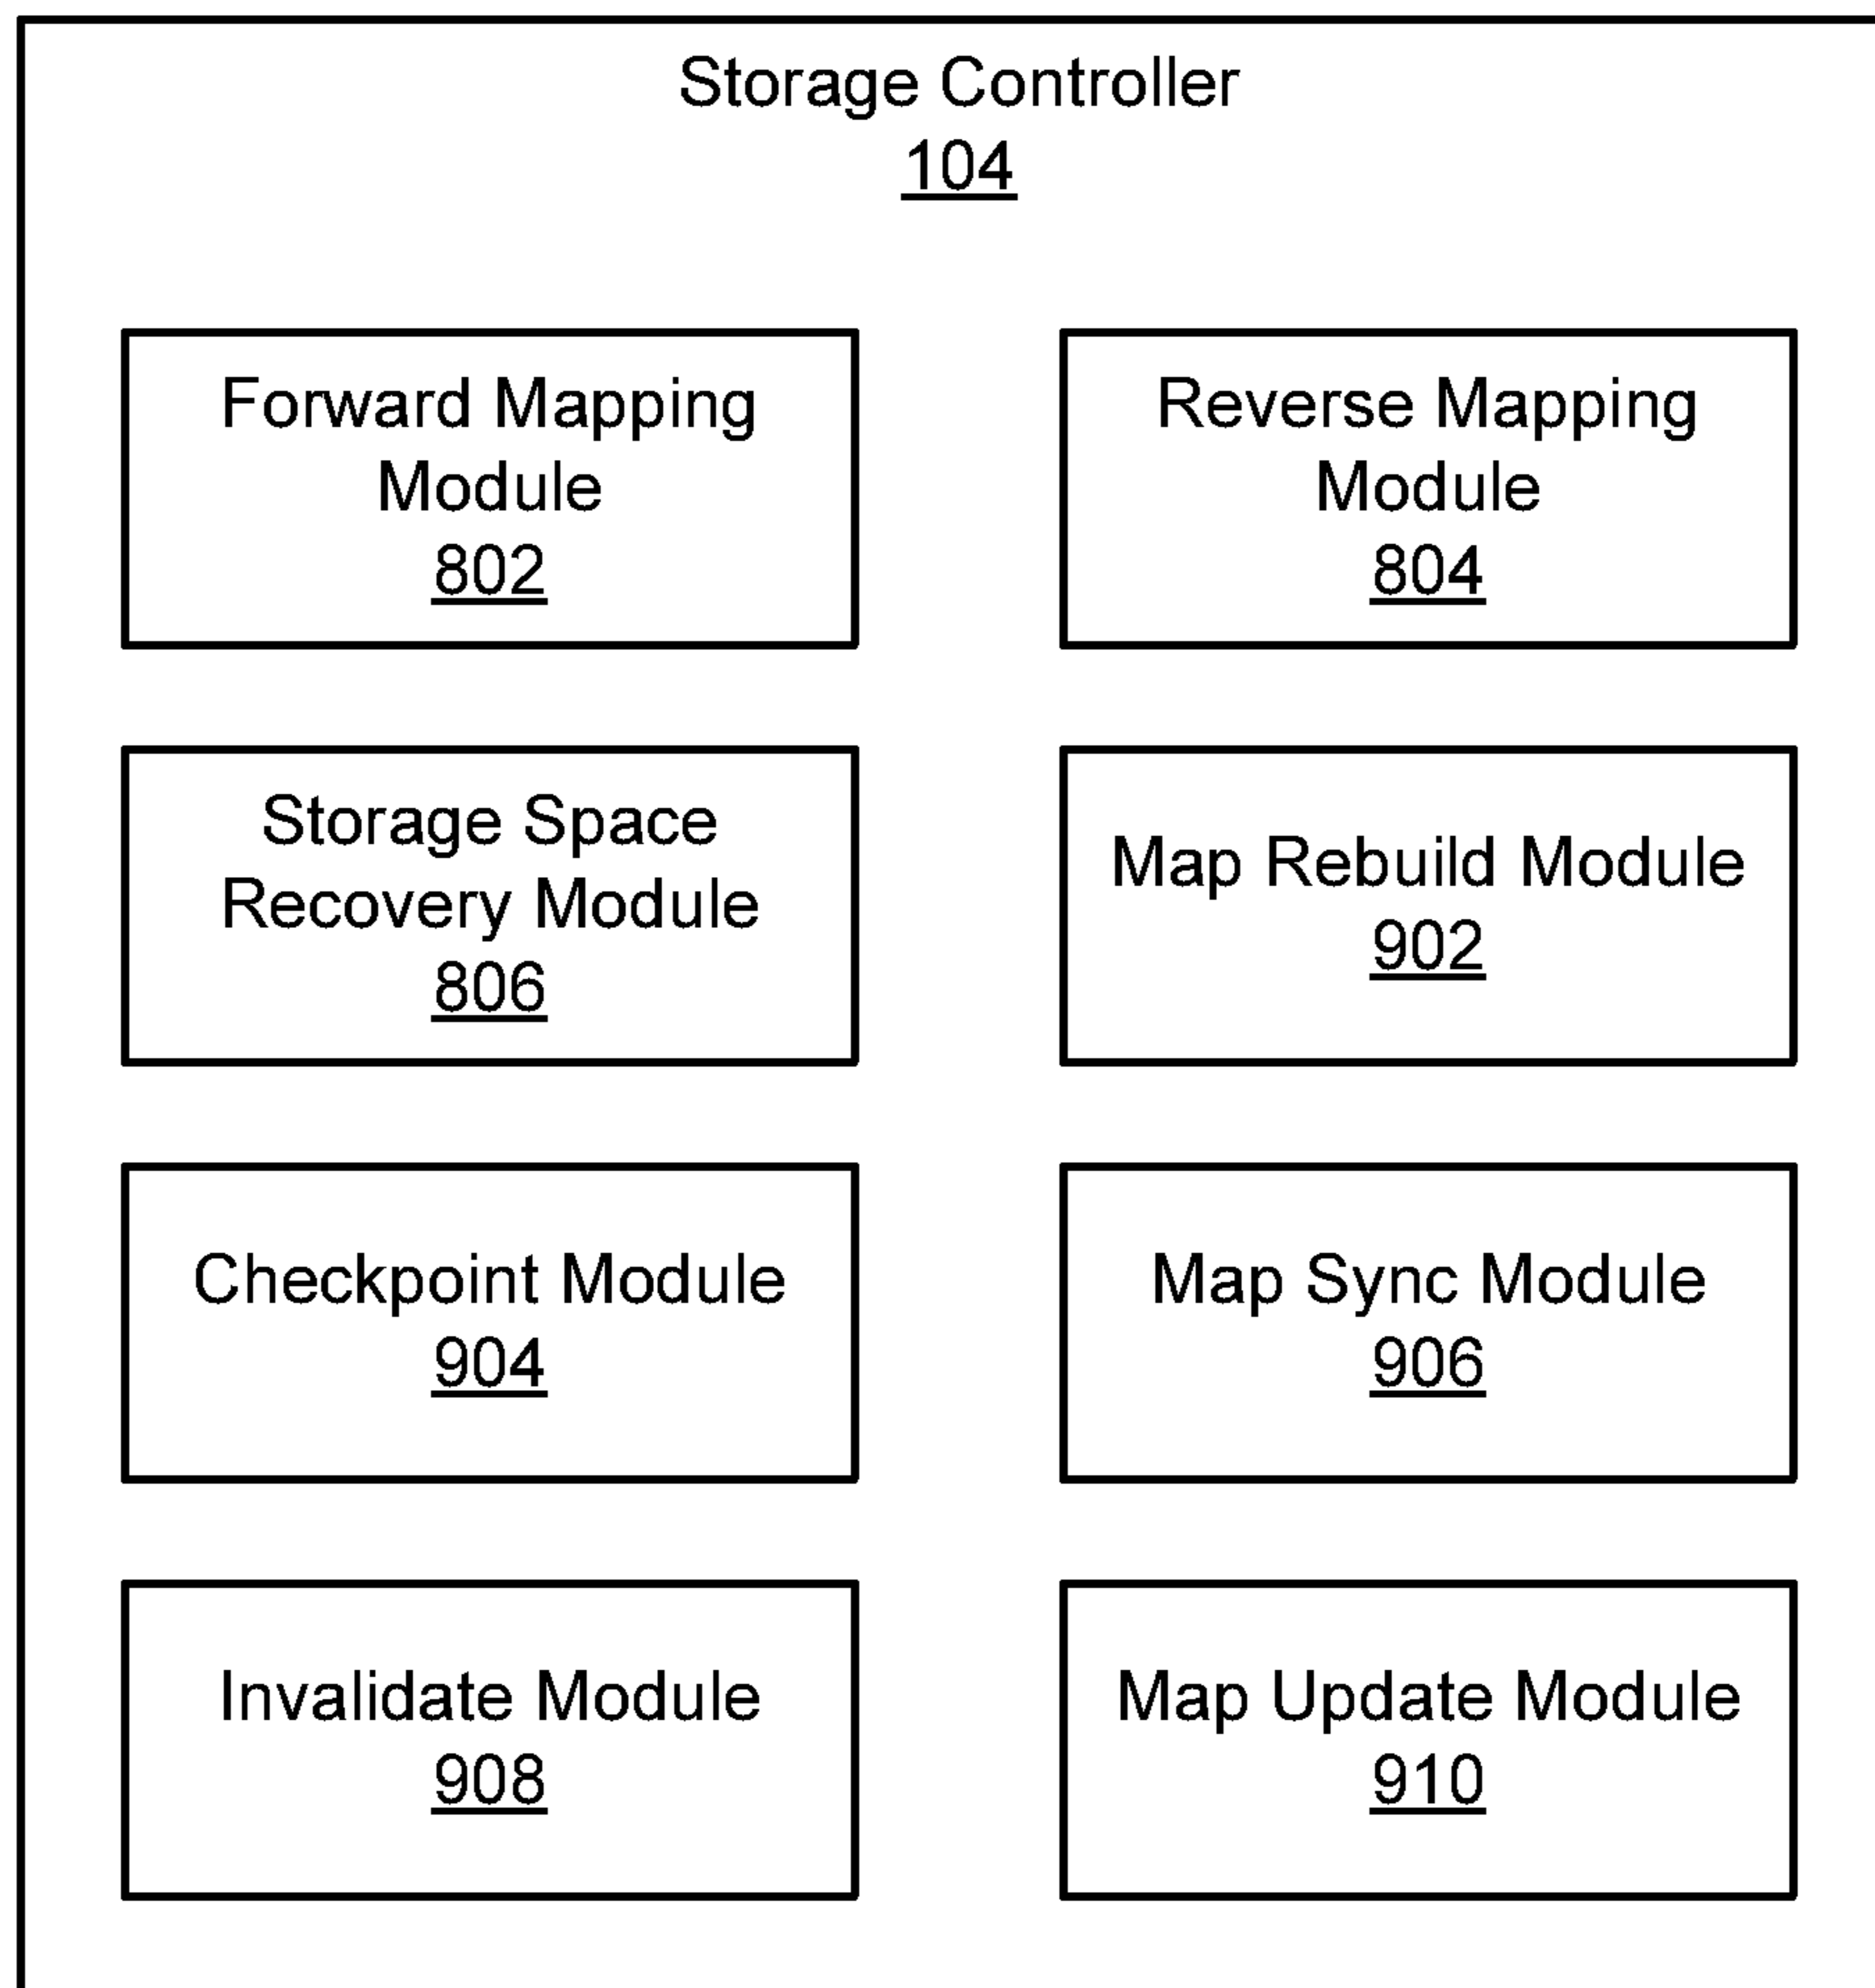 Storage Controller
104
Forward Mapping
Module
802
Reverse Mapping
Module
804
Storage Space
Recovery Module
806
Map Rebuild Module
902
Checkpoint Module
904
Map Sync Module
906
Invalidate Module
908
Map Update Module
910